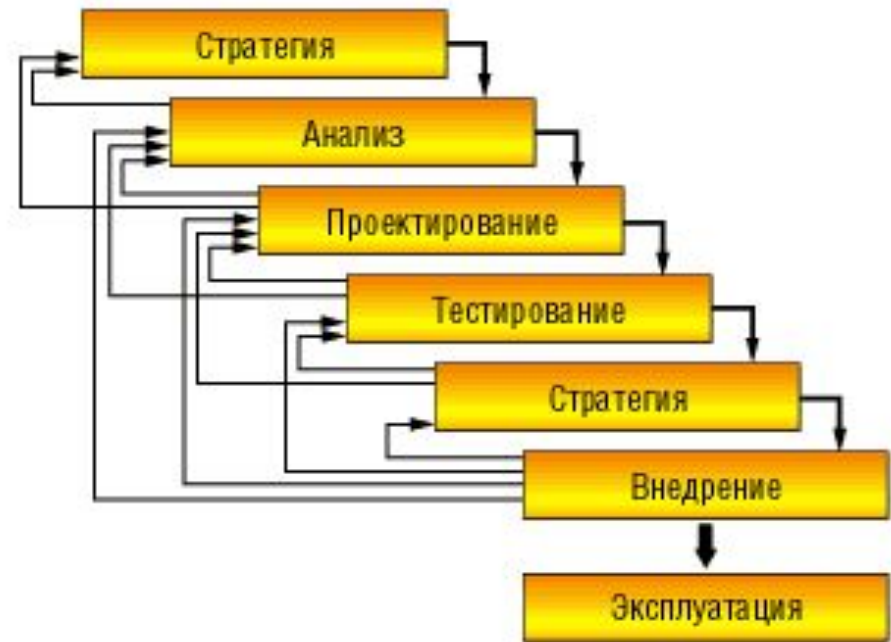 Стратегия
Анализ
Проектирование
Тестирование
Стратегия
Внедрение
Эксплуатация